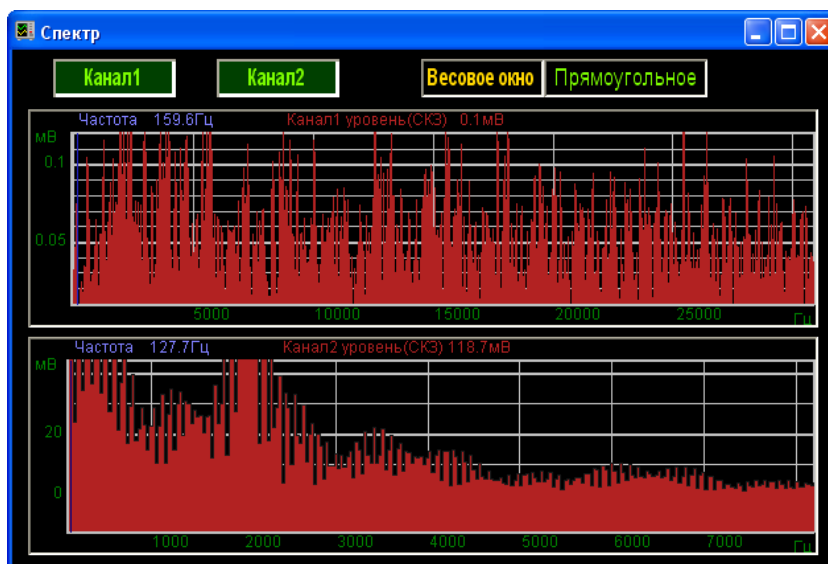 Спектр
Канал1 Канал2 Весовое окно Прямоугольное
Частота 159.6Гц Канал1 уровень(СКЗ) 0.1мВ
мВ
0.1
0.05
5000 10000 15000 20000 25000 Гц
Частота 127.7Гц Канал2 уровень(СКЗ) 118.7мВ
мВ
20
0
1000 2000 3000 4000 5000 6000 7000 Гц